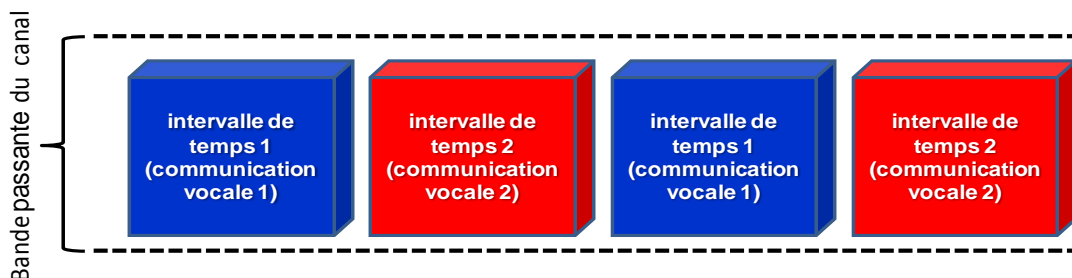 Bande passante du canal
intervalle de
temps 1
(communication
vocale 1)
intervalle de
temps 2
(communication
vocale 2)
intervalle de
temps 1
(communication
vocale 1)
intervalle de
temps 2
(communication
vocale 2)